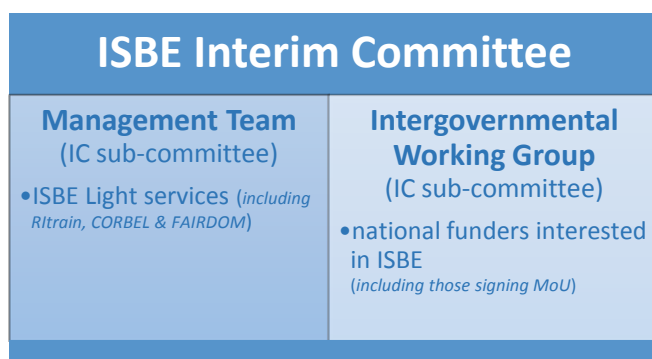 ISBE Interim Committee
Management Team
(IC sub-committee)
•ISBE Light services (including
RItrain, CORBEL & FAIRDOM)
Intergovernmental
Working Group
(IC sub-committee)
•national funders interested
in ISBE
(including those signing MoU)